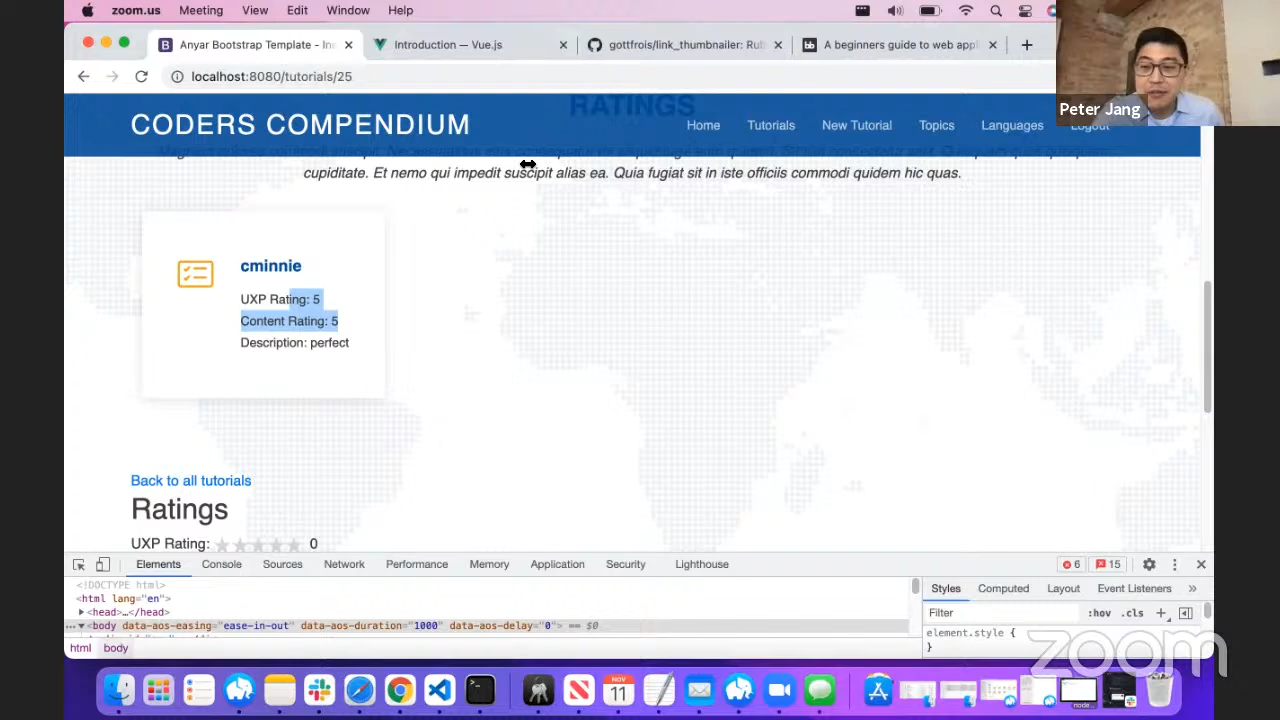 zoom.us Meeting View Edit Window Help
Anyar Bootstrap Template - Ind
Introduction — Vue.js
gottfrois/link_thumbnailer: Rub
A beginners guide to web appl
localhost:8080/tutorials/25
Peter Jang
RATINGS
CODERS COMPENDIUM
Home Tutorials New Tutorial Topics Languages Logout
cupiditate. Et nemo qui impedit suscipit alias ea. Quia fugiat sit in iste officiis commodi quidem hic quas.
cminnie
UXP Rating: 5
Content Rating: 5
Description: perfect
Back to all tutorials
Ratings
UXP Rating: 0
Elements Console Sources Network Performance Memory Application Security Lighthouse 6 15
<!DOCTYPE html>
<html lang="en">
<head>…</head>
<body data-aos-easing="ease-in-out" data-aos-duration="1000" data-aos-delay="0"> == $0
html body
Styles Computed Layout Event Listeners »
Filter :hov .cls
element.style {
}
zoom
NOV
11